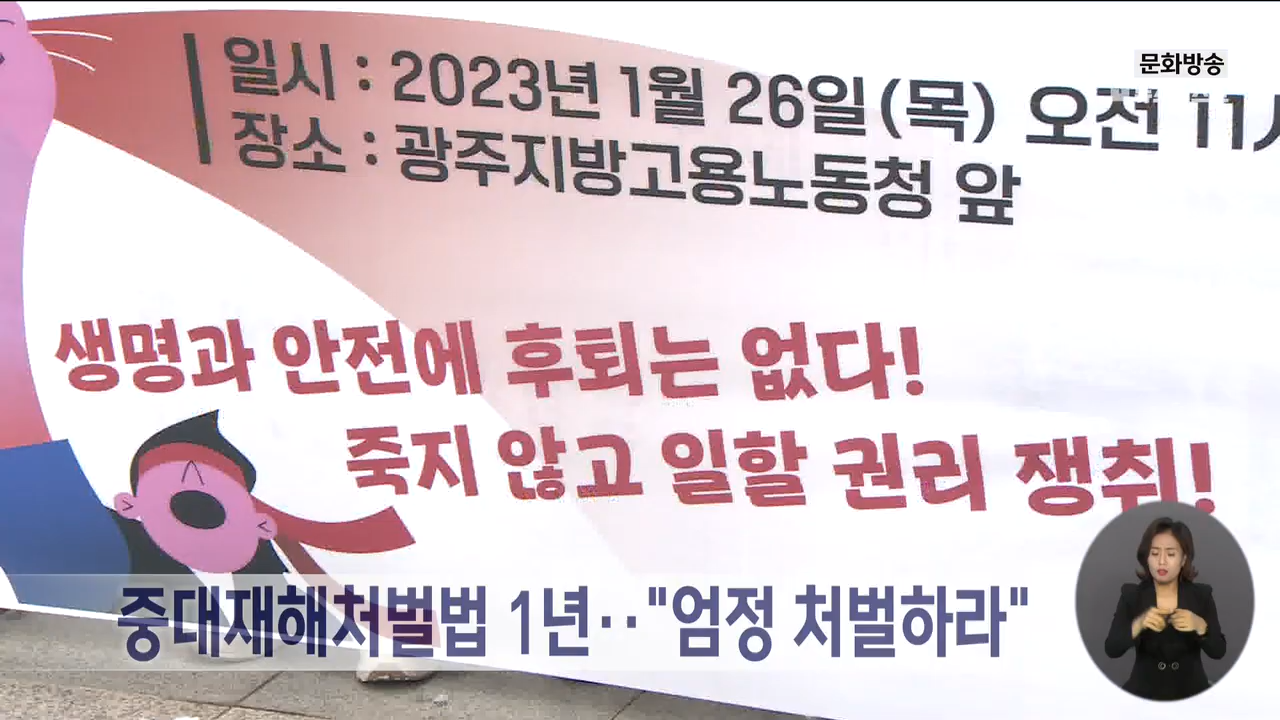 문화방송
일시 : 2023년 1월 26일(목) 오전 11시
장소 : 광주지방고용노동청 앞
생명과 안전에 후퇴는 없다!
죽지 않고 일할 권리 쟁취!
중대재해처벌법 1년‥"엄정 처벌하라"